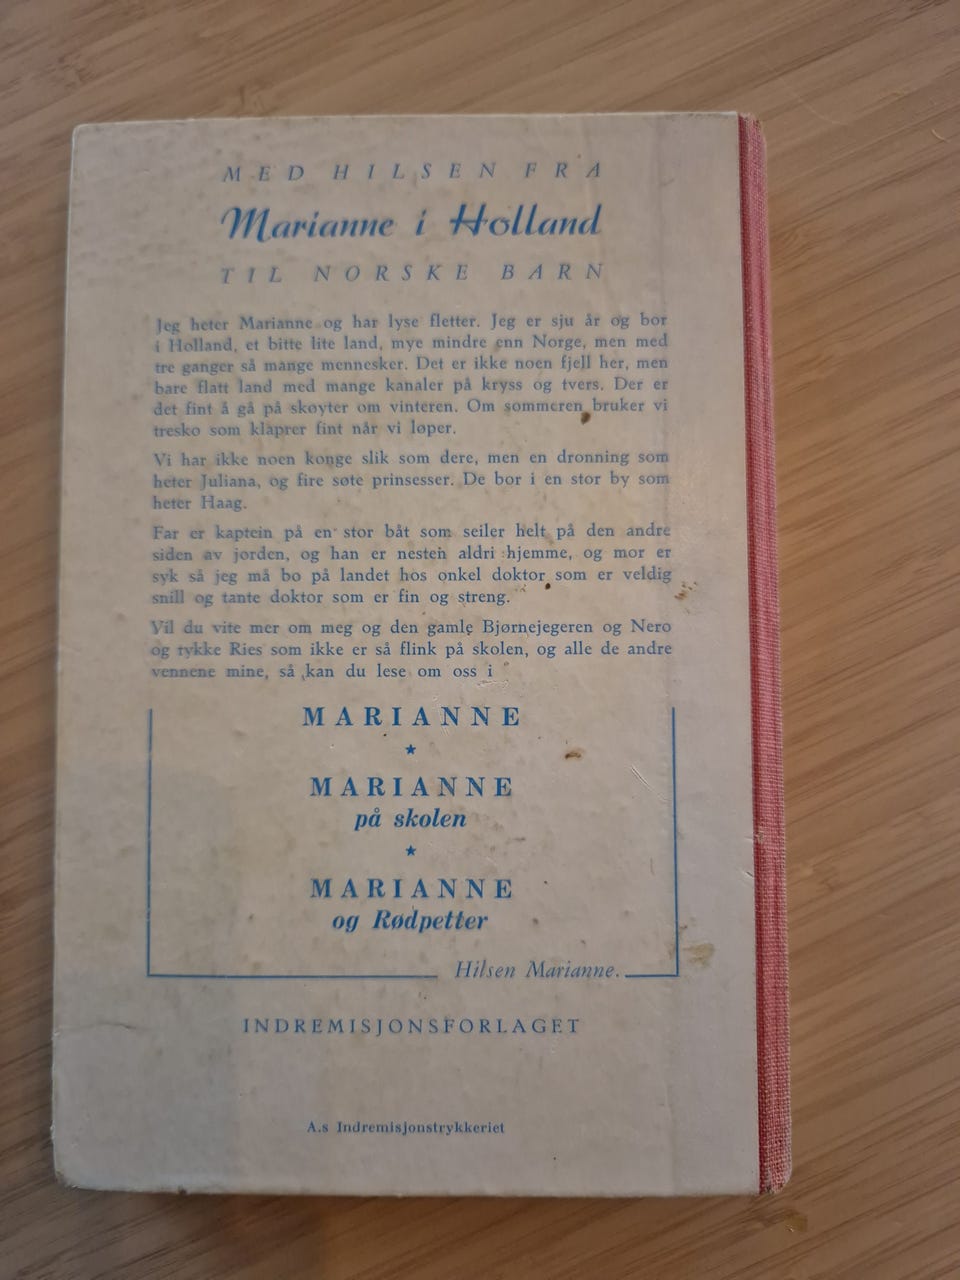 MED HILSEN FRA
Marianne i Holland
TIL NORSKE BARN
Jeg heter Marianne og har lyse fletter. Jeg er sju år og bor
i Holland, et bitte lite land, mye mindre enn Norge, men med
tre ganger så mange mennesker. Det er ikke noen fjell her, men
bare flatt land med mange kanaler på kryss og tvers. Der er
det fint å gå på skøyter om vinteren. Om sommeren bruker vi
tresko som klaprer fint når vi løper.
Vi har ikke noen konge slik som dere, men en dronning som
heter Juliana, og fire søte prinsesser. De bor i en stor by som
heter Haag.
Far er kaptein på en stor båt som seiler helt på den andre
siden av jorden, og han er nesten aldri hjemme, og mor er
syk så jeg må bo på landet hos onkel doktor som er veldig
snill og tante doktor som er fin og streng.
Vil du vite mer om meg og den gamle Bjørnejegeren og Nero
og tykke Ries som ikke er så flink på skolen, og alle de andre
vennene mine, så kan du lese om oss i
MARIANNE
★
MARIANNE
på skolen
★
MARIANNE
og Rødpetter
Hilsen Marianne.
INDREMISJONSFORLAGET
A.s Indremisjonstrykkeriet